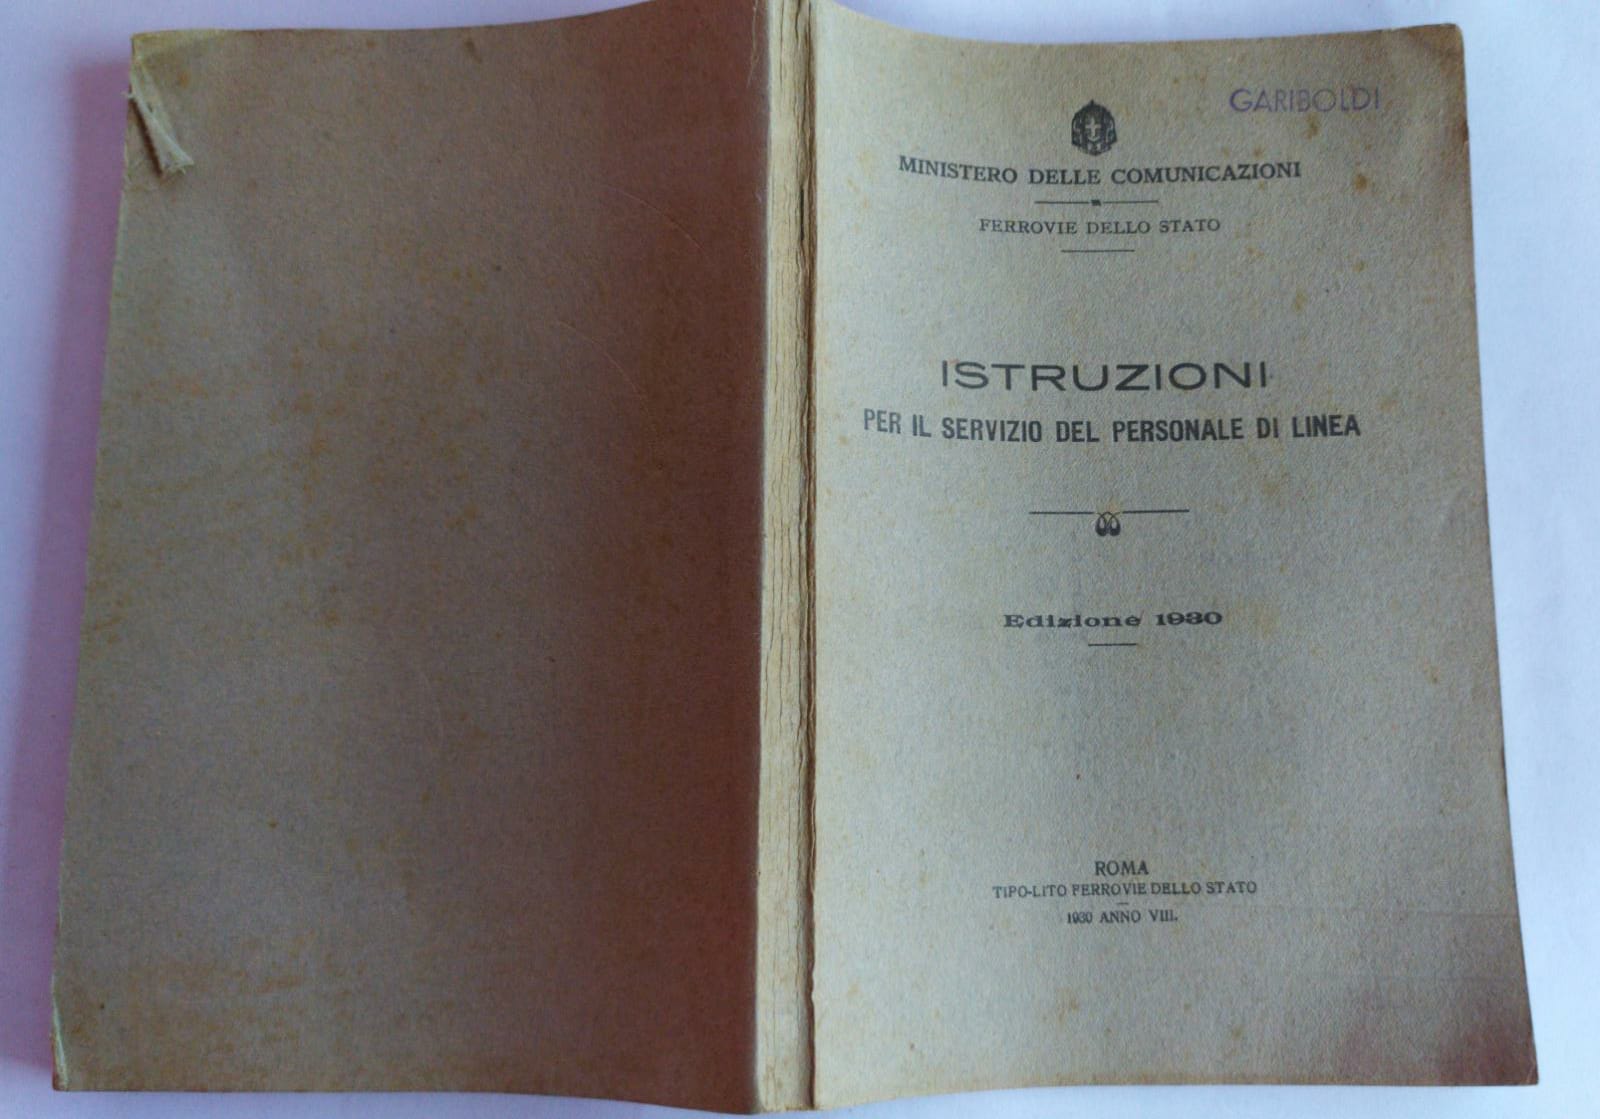 GARIBOLDI
MINISTERO DELLE COMUNICAZIONI
FERROVIE DELLO STATO
ISTRUZIONI
PER IL SERVIZIO DEL PERSONALE DI LINEA
Edizione 1930
ROMA
TIPO-LITO FERROVIE DELLO STATO
1930 ANNO VIII.